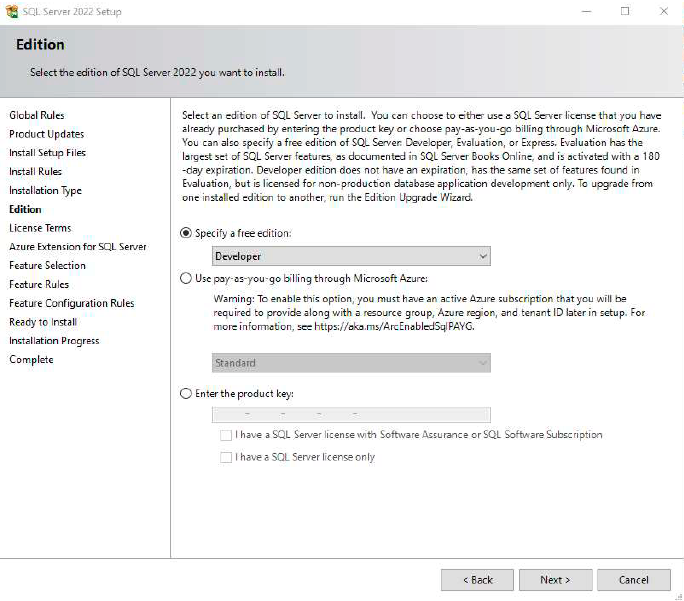 SQL Server 2022 Setup
Edition
Select the edition of SQL Server 2022 you want to install.
Global Rules
Product Updates
Install Setup Files
Install Rules
Installation Type
Edition
License Terms
Azure Extension for SQL Server
Feature Selection
Feature Rules
Feature Configuration Rules
Ready to Install
Installation Progress
Complete
Select an edition of SQL Server to install. You can choose to either use a SQL Server license that you have
already purchased by entering the product key or choose pay-as-you-go billing through Microsoft Azure.
You can also specify a free edition of SQL Server: Developer, Evaluation, or Express. Evaluation has the
largest set of SQL Server features, as documented in SQL Server Books Online, and is activated with a 180
-day expiration. Developer edition does not have an expiration, has the same set of features found in
Evaluation, but is licensed for non-production database application development only. To upgrade from
one installed edition to another, run the Edition Upgrade Wizard.
Specify a free edition:
Developer
Use pay-as-you-go billing through Microsoft Azure:
Warning: To enable this option, you must have an active Azure subscription that you will be
required to provide along with a resource group, Azure region, and tenant ID later in setup. For
more information, see https://aka.ms/ArcEnabledSqlPAYG.
Standard
Enter the product key:
- - - -
I have a SQL Server license with Software Assurance or SQL Software Subscription
I have a SQL Server license only
< Back
Next >
Cancel